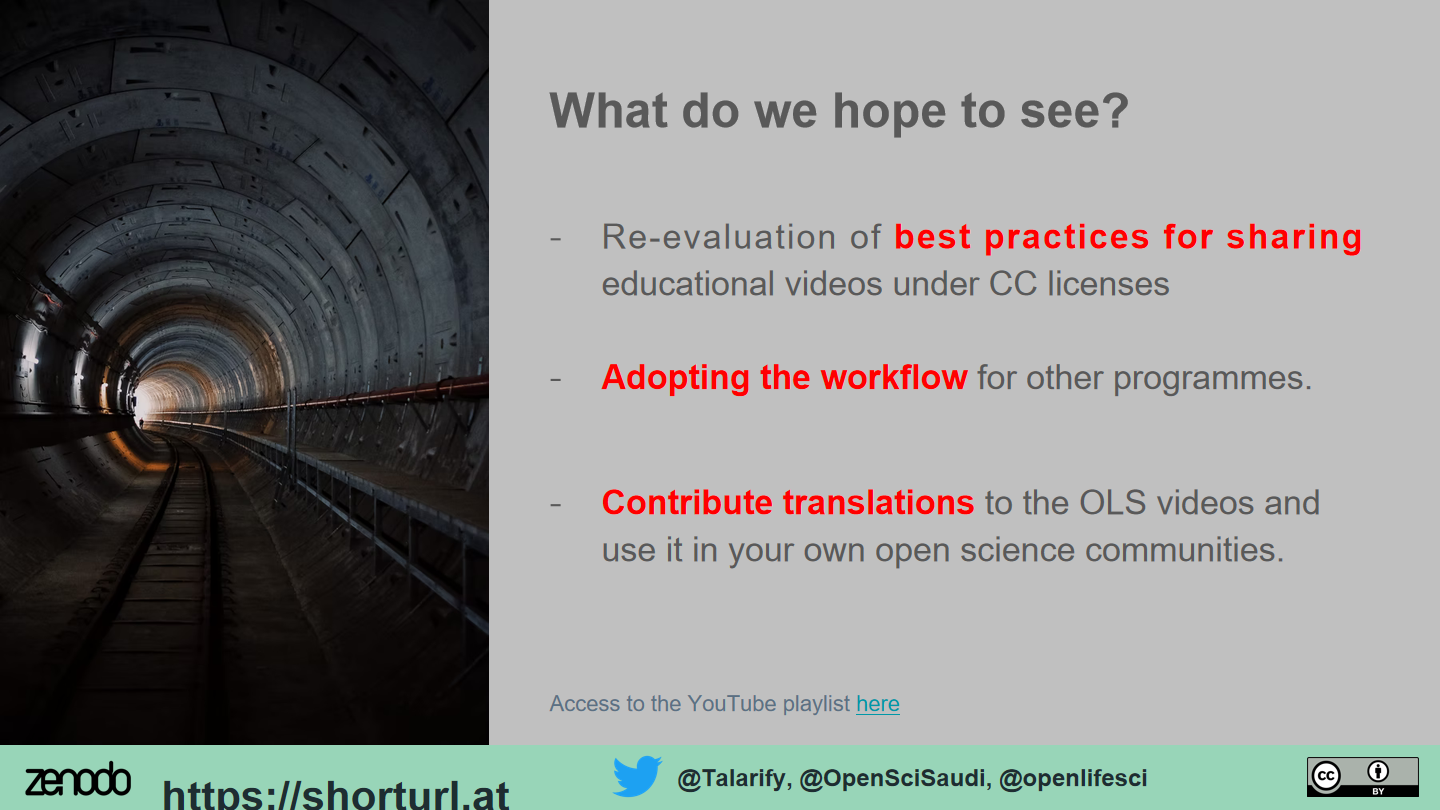 What do we hope to see?
- Re-evaluation of best practices for sharing
educational videos under CC licenses
- Adopting the workflow for other programmes.
- Contribute translations to the OLS videos and
use it in your own open science communities.
Access to the YouTube playlist here
zenodo
https://shorturl.at
@Talarify, @OpenSciSaudi, @openlifesci
cc
BY